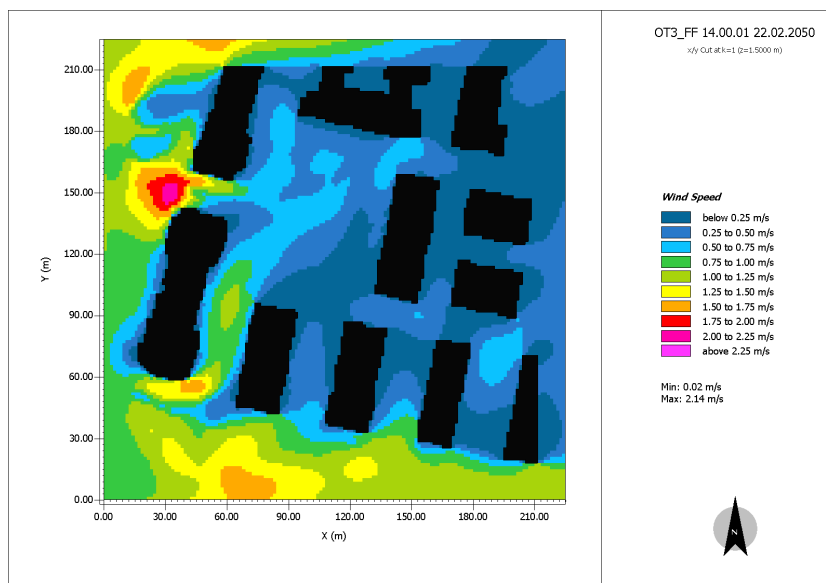 OT3_FF 14.00.01 22.02.2050
x/y Cut at k=1 (z=1.5000 m)
210.00
180.00
150.00
120.00
90.00
60.00
30.00
0.00
Y (m)
0.00 30.00 60.00 90.00 120.00 150.00 180.00 210.00
X (m)
Wind Speed
below 0.25 m/s
0.25 to 0.50 m/s
0.50 to 0.75 m/s
0.75 to 1.00 m/s
1.00 to 1.25 m/s
1.25 to 1.50 m/s
1.50 to 1.75 m/s
1.75 to 2.00 m/s
2.00 to 2.25 m/s
above 2.25 m/s
Min: 0.02 m/s
Max: 2.14 m/s
N